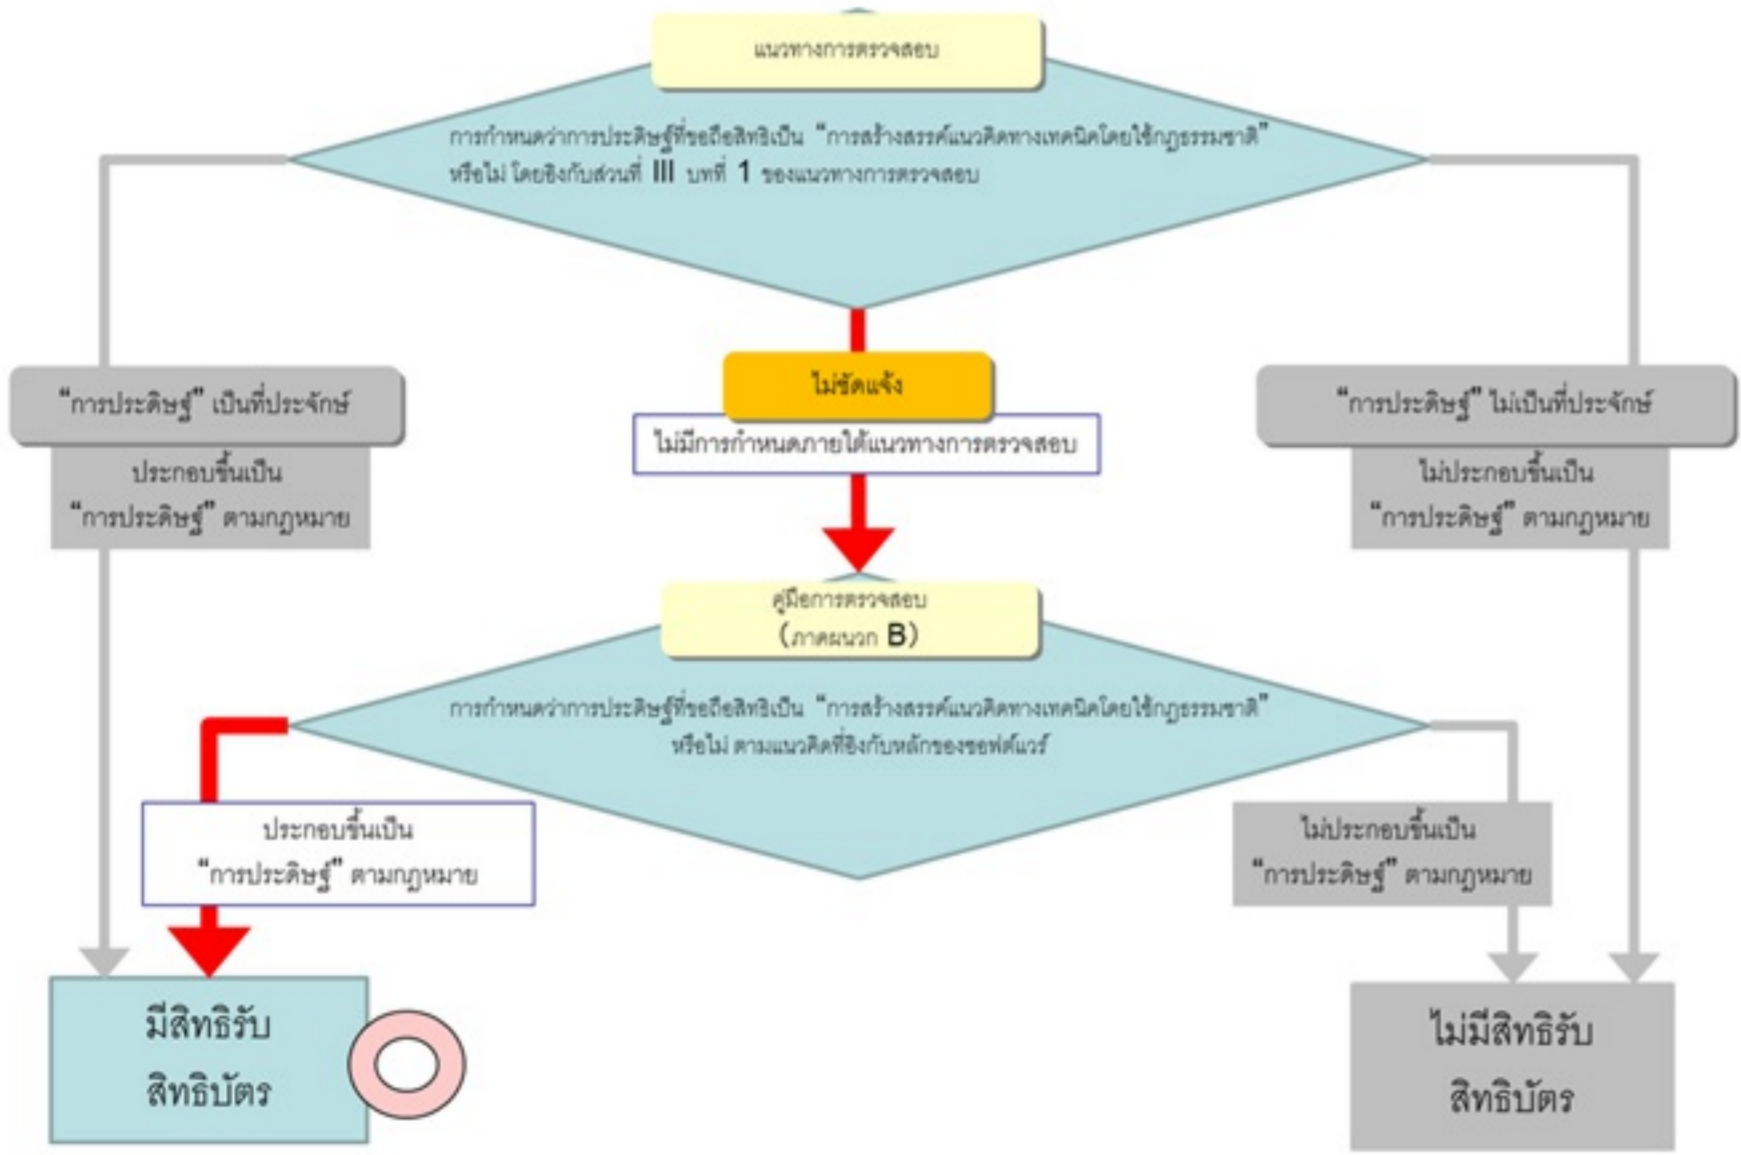 แนวทางการตรวจสอบ
การกำหนดว่าการประดิษฐ์ที่ขอถือสิทธิเป็น “การสร้างสรรค์แนวคิดทางเทคนิคโดยใช้กฎธรรมชาติ”
หรือไม่ โดยอิงกับส่วนที่ III บทที่ 1 ของแนวทางการตรวจสอบ
“การประดิษฐ์” เป็นที่ประจักษ์
ประกอบขึ้นเป็น
“การประดิษฐ์” ตามกฎหมาย
ไม่ชัดแจ้ง
ไม่มีการกำหนดภายใต้แนวทางการตรวจสอบ
“การประดิษฐ์” ไม่เป็นที่ประจักษ์
ไม่ประกอบขึ้นเป็น
“การประดิษฐ์” ตามกฎหมาย
คู่มือการตรวจสอบ
(ภาคผนวก B)
การกำหนดว่าการประดิษฐ์ที่ขอถือสิทธิเป็น “การสร้างสรรค์แนวคิดทางเทคนิคโดยใช้กฎธรรมชาติ”
หรือไม่ ตามแนวคิดที่อิงกับหลักของซอฟต์แวร์
ประกอบขึ้นเป็น
“การประดิษฐ์” ตามกฎหมาย
ไม่ประกอบขึ้นเป็น
“การประดิษฐ์” ตามกฎหมาย
มีสิทธิรับ
สิทธิบัตร
ไม่มีสิทธิรับ
สิทธิบัตร